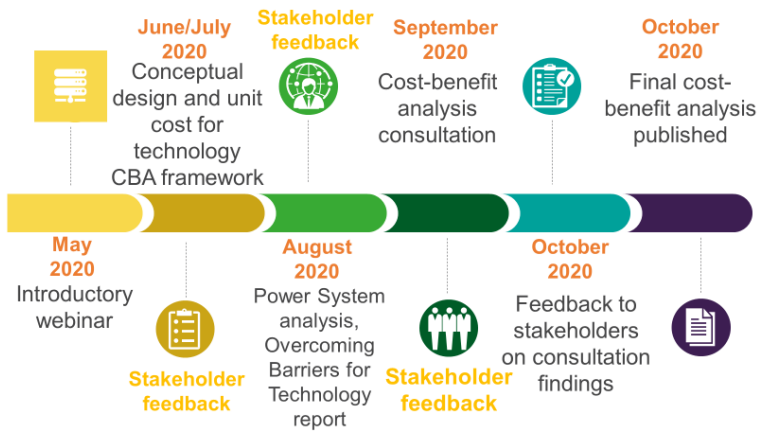 June/July
2020
Conceptual
design and unit
cost for
technology
CBA framework
Stakeholder
feedback
September
2020
Cost-benefit
analysis
consultation
October
2020
Final cost-
benefit analysis
published
May
2020
Introductory
webinar
Stakeholder
feedback
August
2020
Power System
analysis,
Overcoming
Barriers for
Technology
report
Stakeholder
feedback
October
2020
Feedback to
stakeholders
on consultation
findings